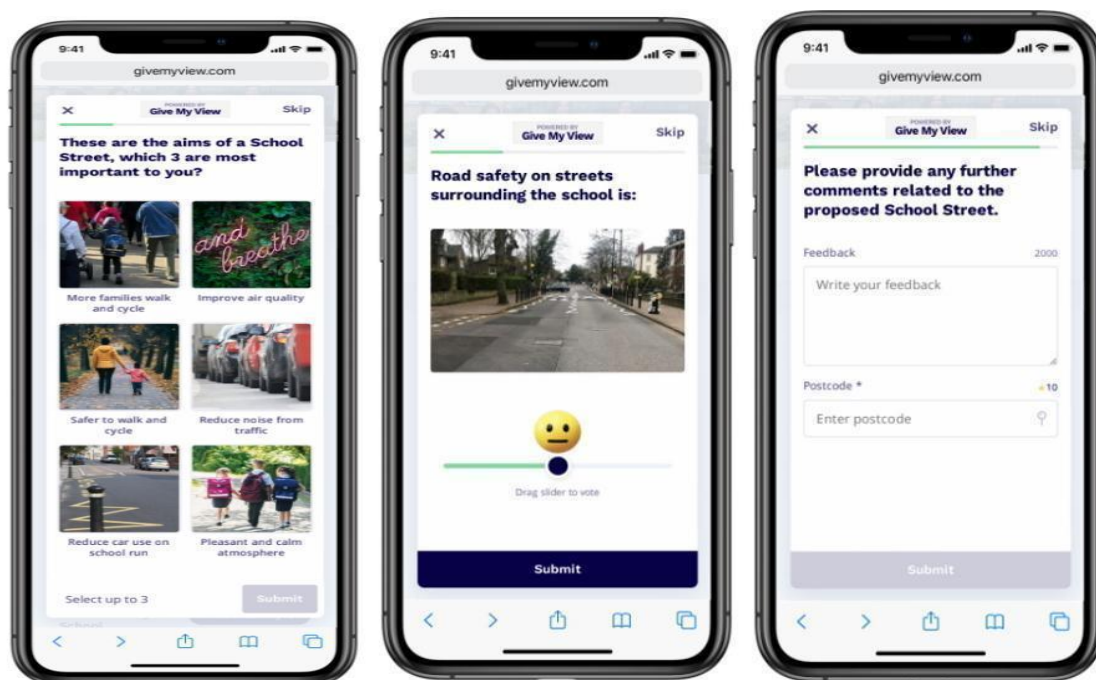 9:41
givemyview.com
POWERED BY
Give My View
Skip
These are the aims of a School
Street, which 3 are most
important to you?
and
breathe
More families walk
and cycle
Improve air quality
Safer to walk and
cycle
Reduce noise from
traffic
Reduce car use on
school run
Pleasant and calm
atmosphere
Select up to 3
Submit
School
9:41
givemyview.com
POWERED BY
Give My View
Skip
Road safety on streets
surrounding the school is:
Drag slider to vote
Submit
9:41
givemyview.com
POWERED BY
Give My View
Skip
Please provide any further
comments related to the
proposed School Street.
Feedback
2000
Write your feedback
Postcode *
10
Enter postcode
Submit